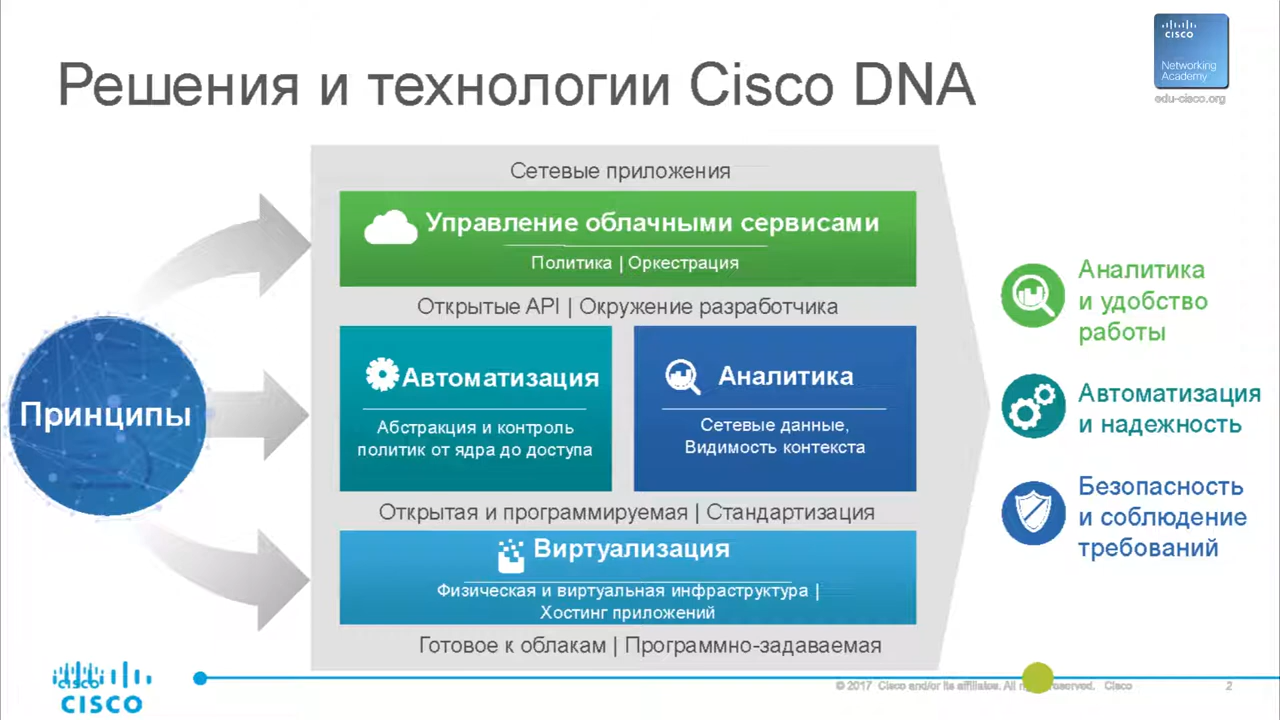 CISCO
Networking
Academy
edu-cisco.org
Решения и технологии Cisco DNA
Сетевые приложения
Управление облачными сервисами
Политика | Оркестрация
Открытые API | Окружение разработчика
Принципы
Автоматизация
Абстракция и контроль
политик от ядра до доступа
Аналитика
Сетевые данные,
Видимость контекста
Открытая и программируемая | Стандартизация
Виртуализация
Физическая и виртуальная инфраструктура |
Хостинг приложений
Готовое к облакам | Программно-задаваемая
Аналитика
и удобство
работы
Автоматизация
и надежность
Безопасность
и соблюдение
требований
cisco
CISCO
© 2017 Cisco and/or its affiliates. All reserved. Cisco
2